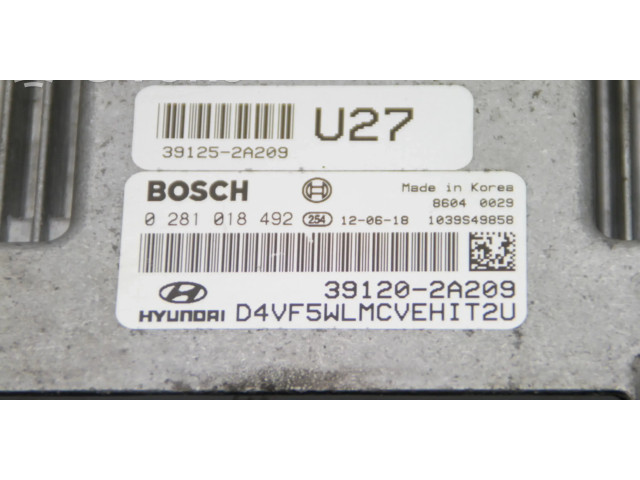 U27
39125-2A209
BOSCH
Made in Korea
8604 0029
0 281 018 492 254 12-06-18 1039S49858
39120-2A209
HYUNDAI D4VF5WLMCVEHIT2U